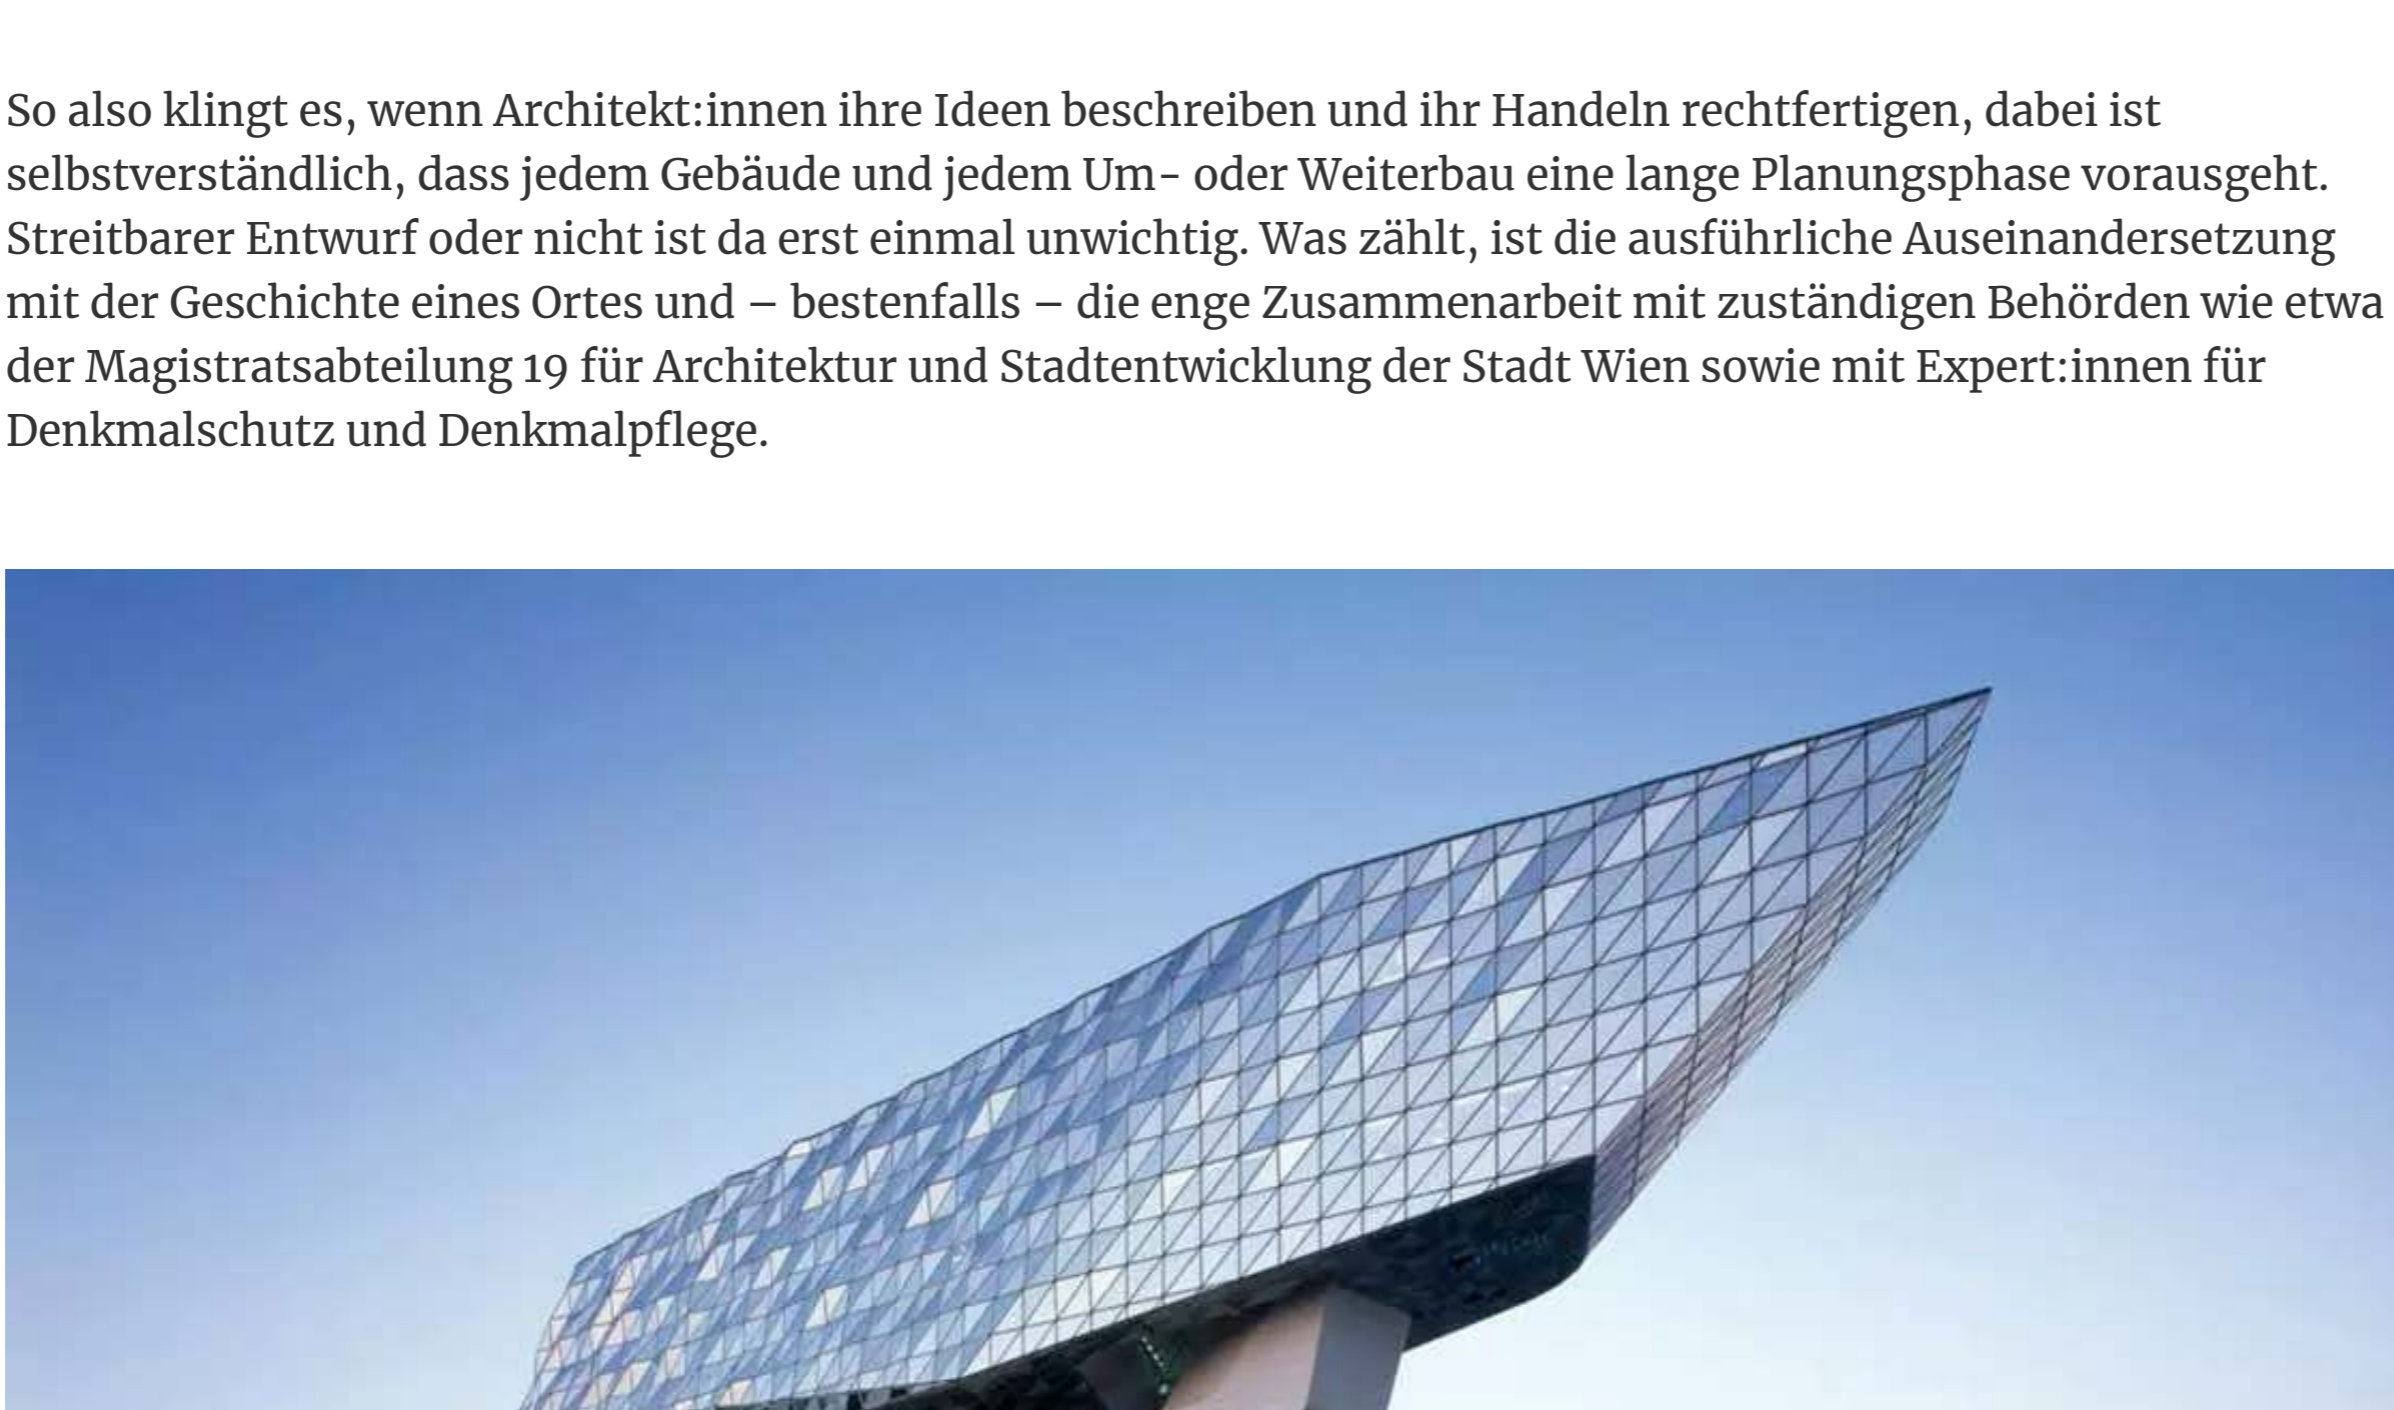 So also klingt es, wenn Architekt:innen ihre Ideen beschreiben und ihr Handeln rechtfertigen, dabei ist
selbstverständlich, dass jedem Gebäude und jedem Um- oder Weiterbau eine lange Planungsphase vorausgeht.
Streitbarer Entwurf oder nicht ist da erst einmal unwichtig. Was zählt, ist die ausführliche Auseinandersetzung
mit der Geschichte eines Ortes und – bestenfalls – die enge Zusammenarbeit mit zuständigen Behörden wie etwa
der Magistratsabteilung 19 für Architektur und Stadtentwicklung der Stadt Wien sowie mit Expert:innen für
Denkmalschutz und Denkmalpflege.